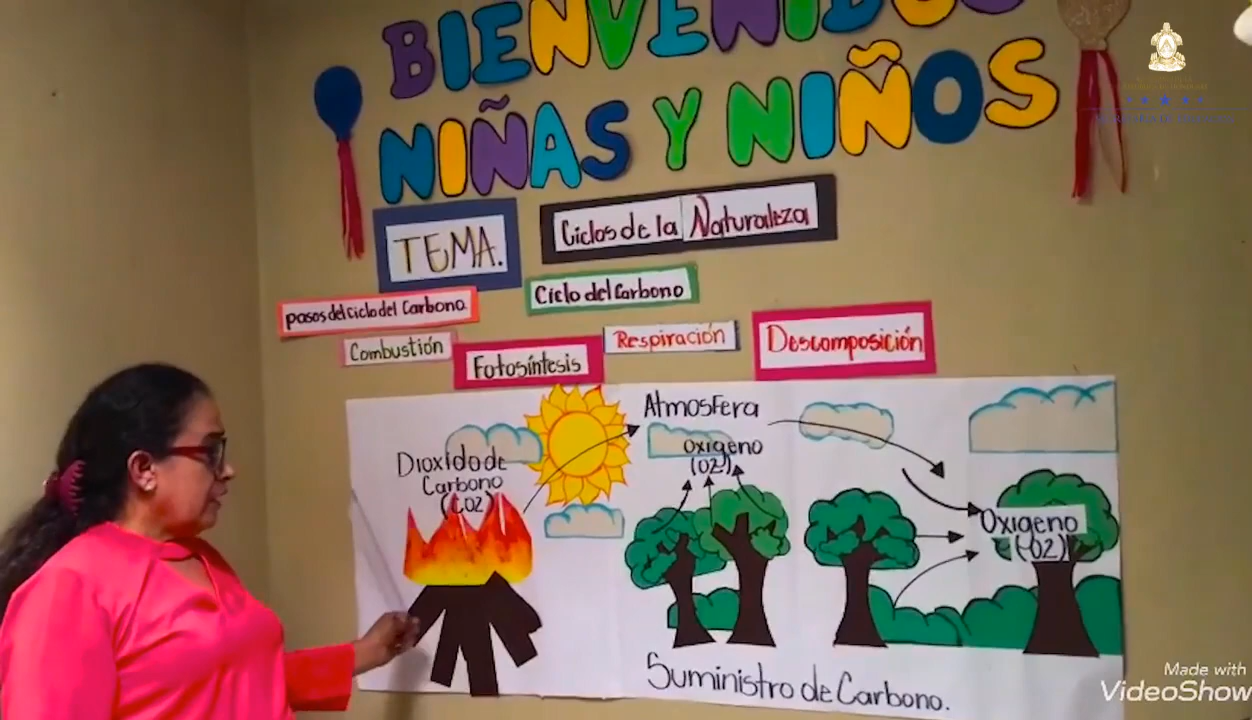 BIENVENIDOS
NIÑAS Y NIÑOS
TEMA.
Ciclos de la Naturaleza
Ciclo del Carbono
pasos del ciclo del Carbono.
Combustión
Fotosíntesis
Respiración
Descomposición
Atmosfera
Dioxído de
Carbono
(CO2)
Oxigeno
(O2)
Oxigeno
(O2)
Suministro de Carbono.
Made with
VideoShow